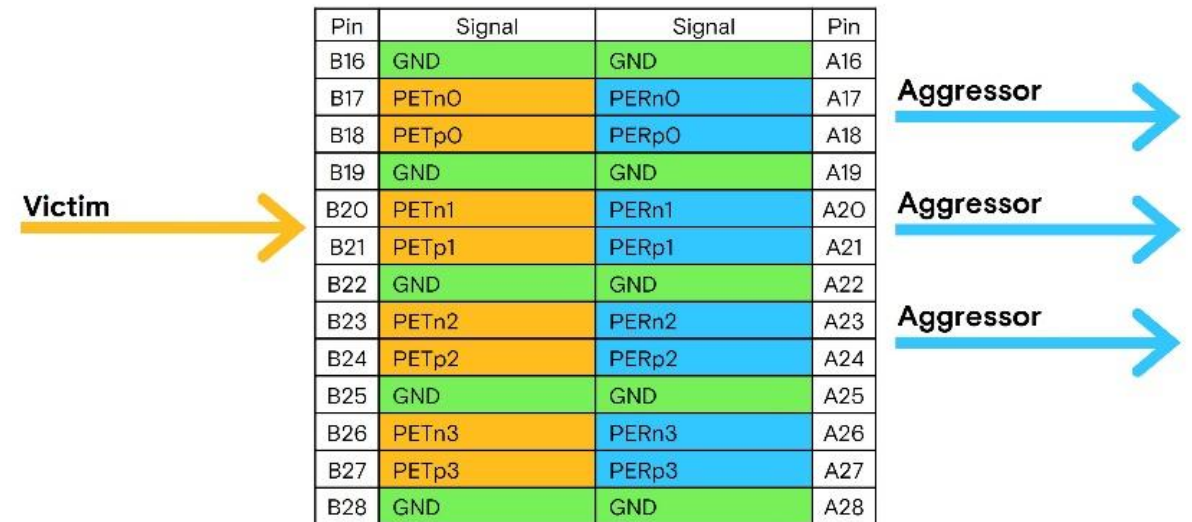 Pin Signal Signal Pin
B16 GND GND A16
B17 PETn0 PERn0 A17
Aggressor
B18 PETp0 PERp0 A18
B19 GND GND A19
Victim
B20 PETn1 PERn1 A20
Aggressor
B21 PETp1 PERp1 A21
B22 GND GND A22
B23 PETn2 PERn2 A23
Aggressor
B24 PETp2 PERp2 A24
B25 GND GND A25
B26 PETn3 PERn3 A26
B27 PETp3 PERp3 A27
B28 GND GND A28